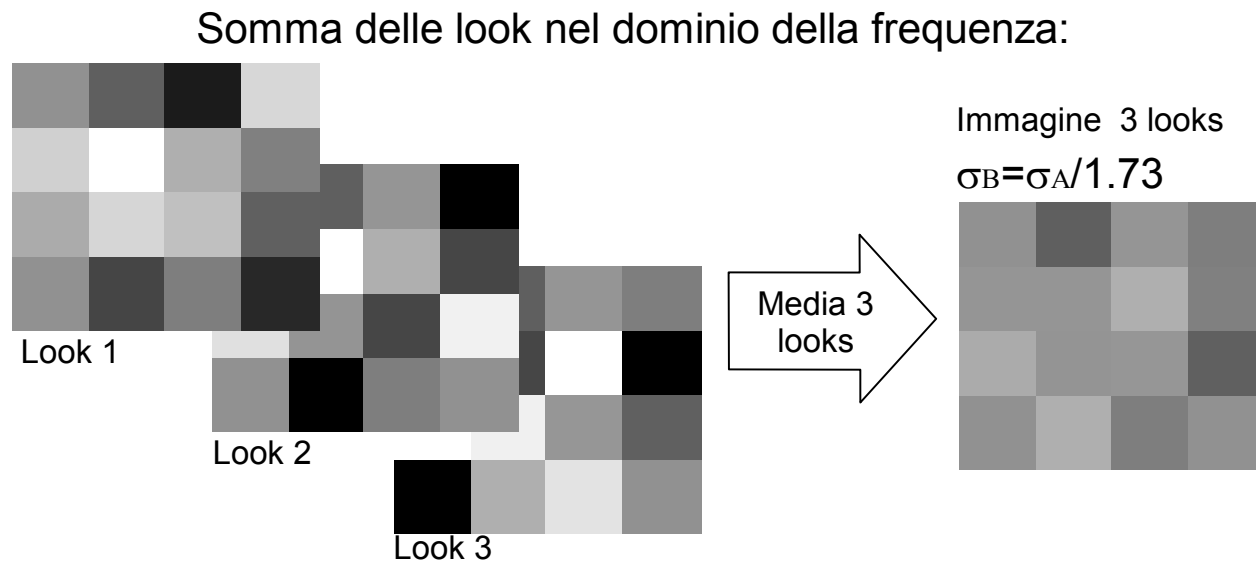 Somma delle look nel dominio della frequenza:
Look 1
Look 2
Look 3
Media 3
looks
Immagine 3 looks
σB=σA/1.73